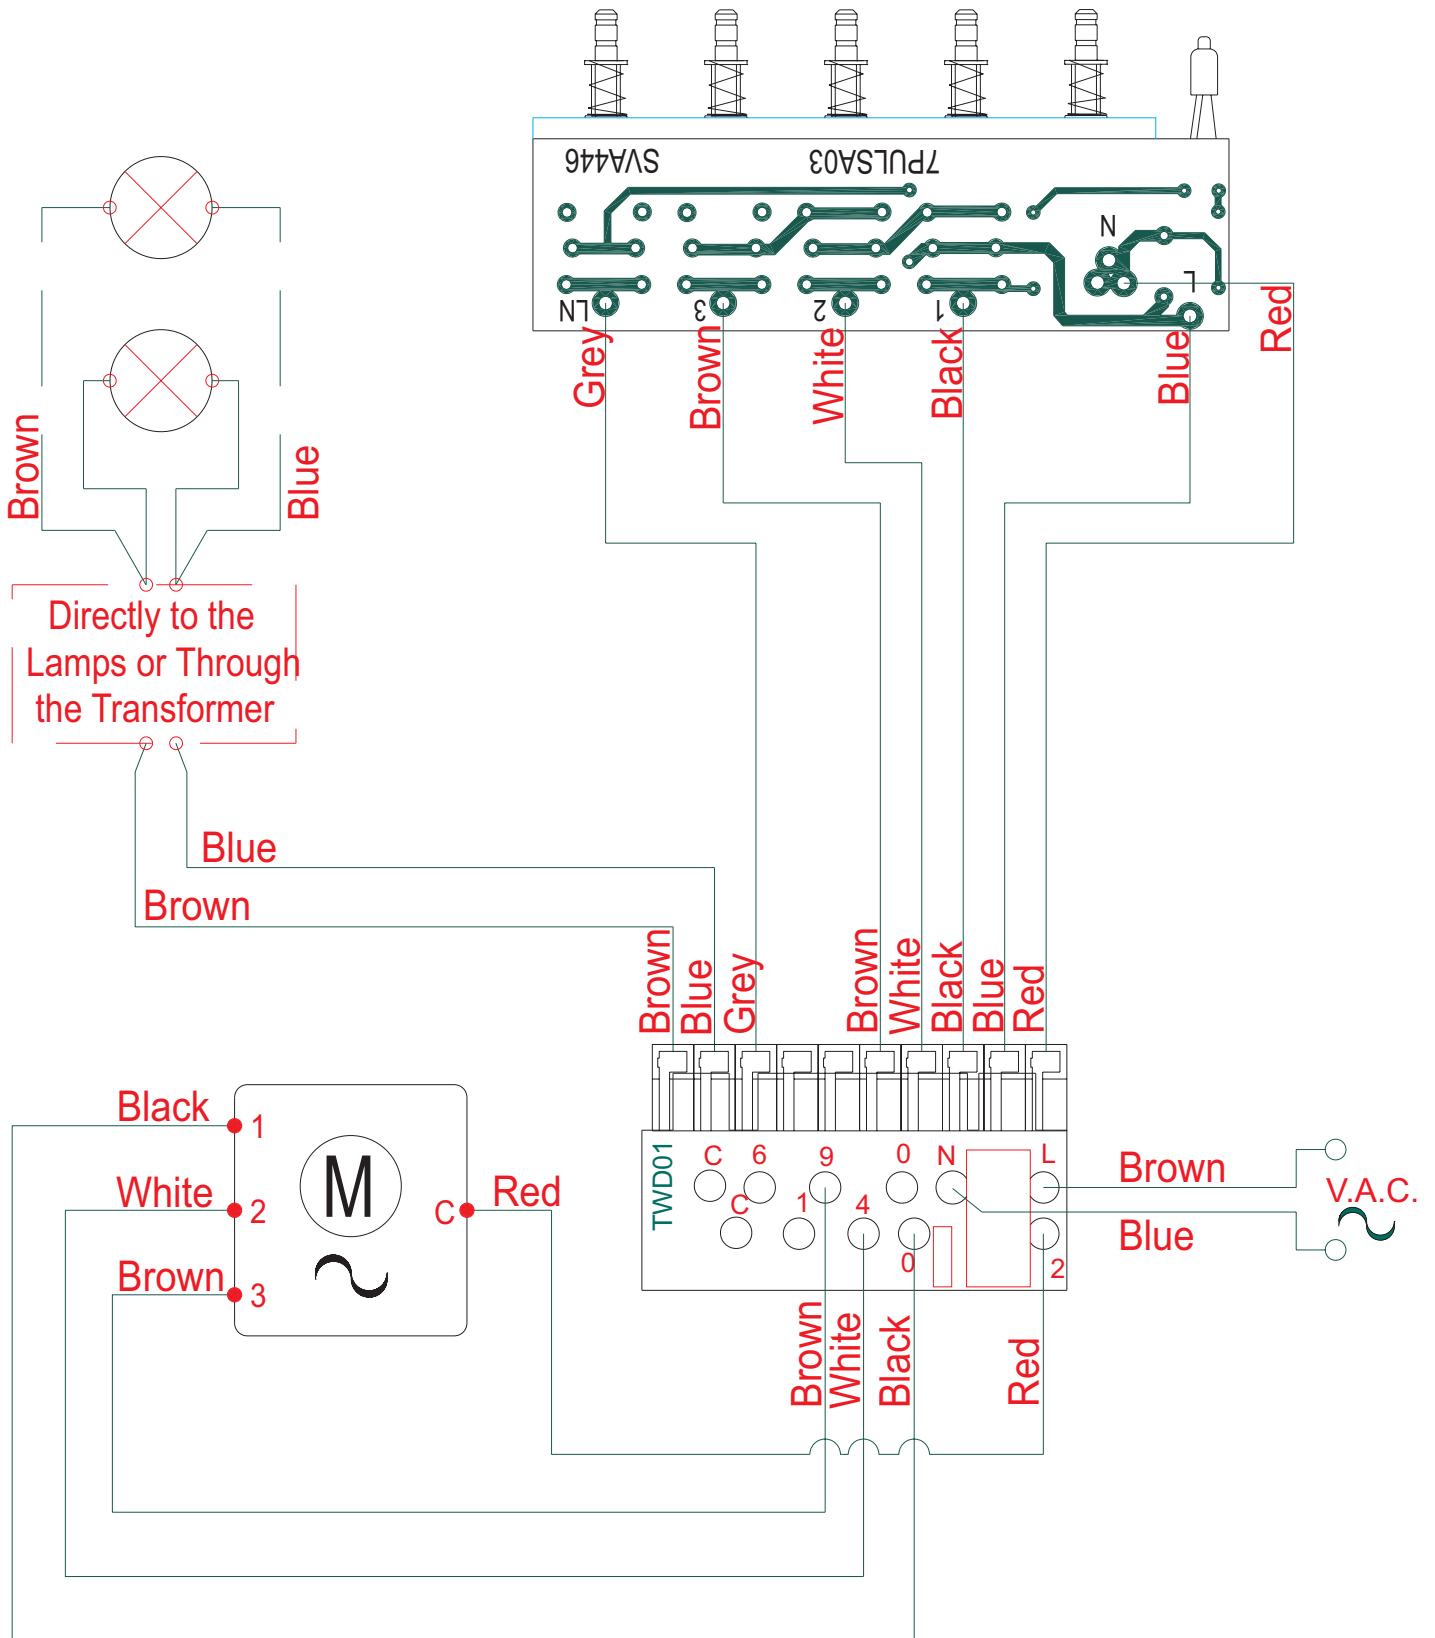 SVA446
7PULSA03
N
L
LN
3
2
1
Grey
Brown
White
Black
Blue
Red
Brown
Blue
Directly to the
Lamps or Through
the Transformer
Blue
Brown
Brown
Blue
Grey
Brown
White
Black
Blue
Red
Black
1
White
2
Brown
3
M
C
Red
TWD01
C
6
9
0
N
L
C
1
4
0
2
Brown
V.A.C.
Blue
Brown
White
Black
Red